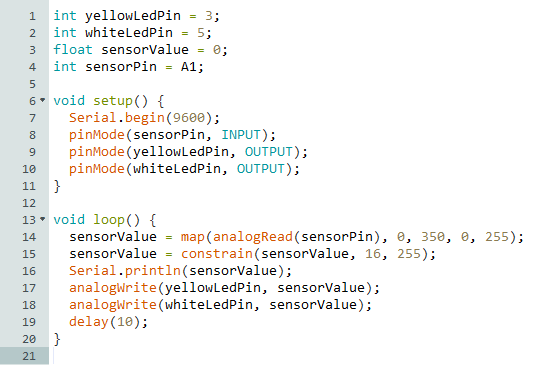 1 int yellowLedPin = 3;
2 int whiteLedPin = 5;
3 float sensorValue = 0;
4 int sensorPin = A1;
5
6 void setup() {
7   Serial.begin(9600);
8   pinMode(sensorPin, INPUT);
9   pinMode(yellowLedPin, OUTPUT);
10   pinMode(whiteLedPin, OUTPUT);
11 }
12
13 void loop() {
14   sensorValue = map(analogRead(sensorPin), 0, 350, 0, 255);
15   sensorValue = constrain(sensorValue, 16, 255);
16   Serial.println(sensorValue);
17   analogWrite(yellowLedPin, sensorValue);
18   analogWrite(whiteLedPin, sensorValue);
19   delay(10);
20 }
21